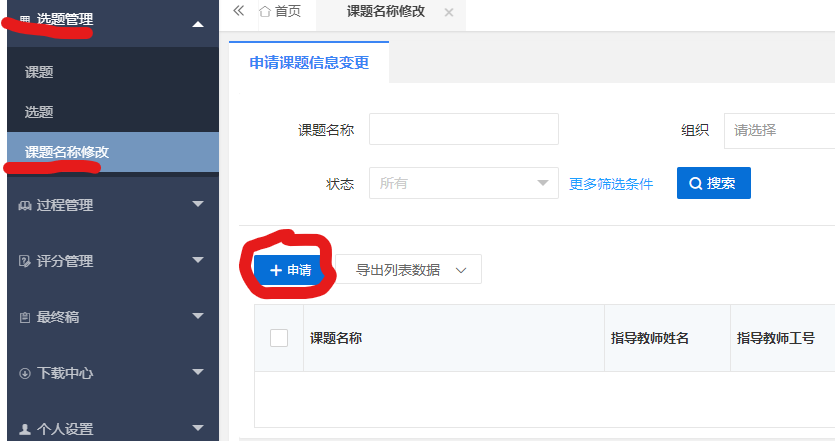 选题管理
首页
课题名称修改
申请课题信息变更
课题
选题
课题名称修改
过程管理
评分管理
最终稿
下载中心
个人设置
课题名称
组织
请选择
状态
所有
更多筛选条件
搜索
申请
导出列表数据
课题名称
指导教师姓名
指导教师工号